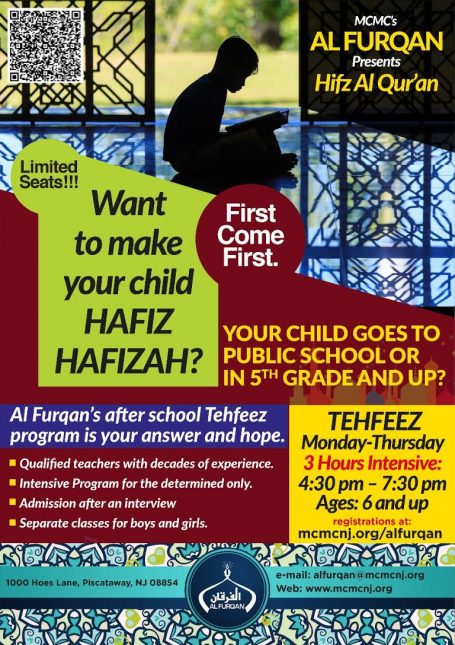 MCMC's
AL FURQAN
Presents
Hifz Al Qur'an
Limited
Seats!!!
Want
to make
your child
HAFIZ
HAFIZAH?
First
Come
First.
YOUR CHILD GOES TO
PUBLIC SCHOOL OR
IN 5TH GRADE AND UP?
Al Furqan's after school Tehfeez
program is your answer and hope.
Qualified teachers with decades of experience.
Intensive Program for the determined only.
Admission after an interview
Separate classes for boys and girls.
TEHFEEZ
Monday-Thursday
3 Hours Intensive:
4:30 pm – 7:30 pm
Ages: 6 and up
registrations at:
mcmcnj.org/alfurqan
1000 Hoes Lane, Piscataway, NJ 08854
الفرقان
AL FURQAN
e-mail: alfurqan@mcmcnj.org
Web: www.mcmcnj.org